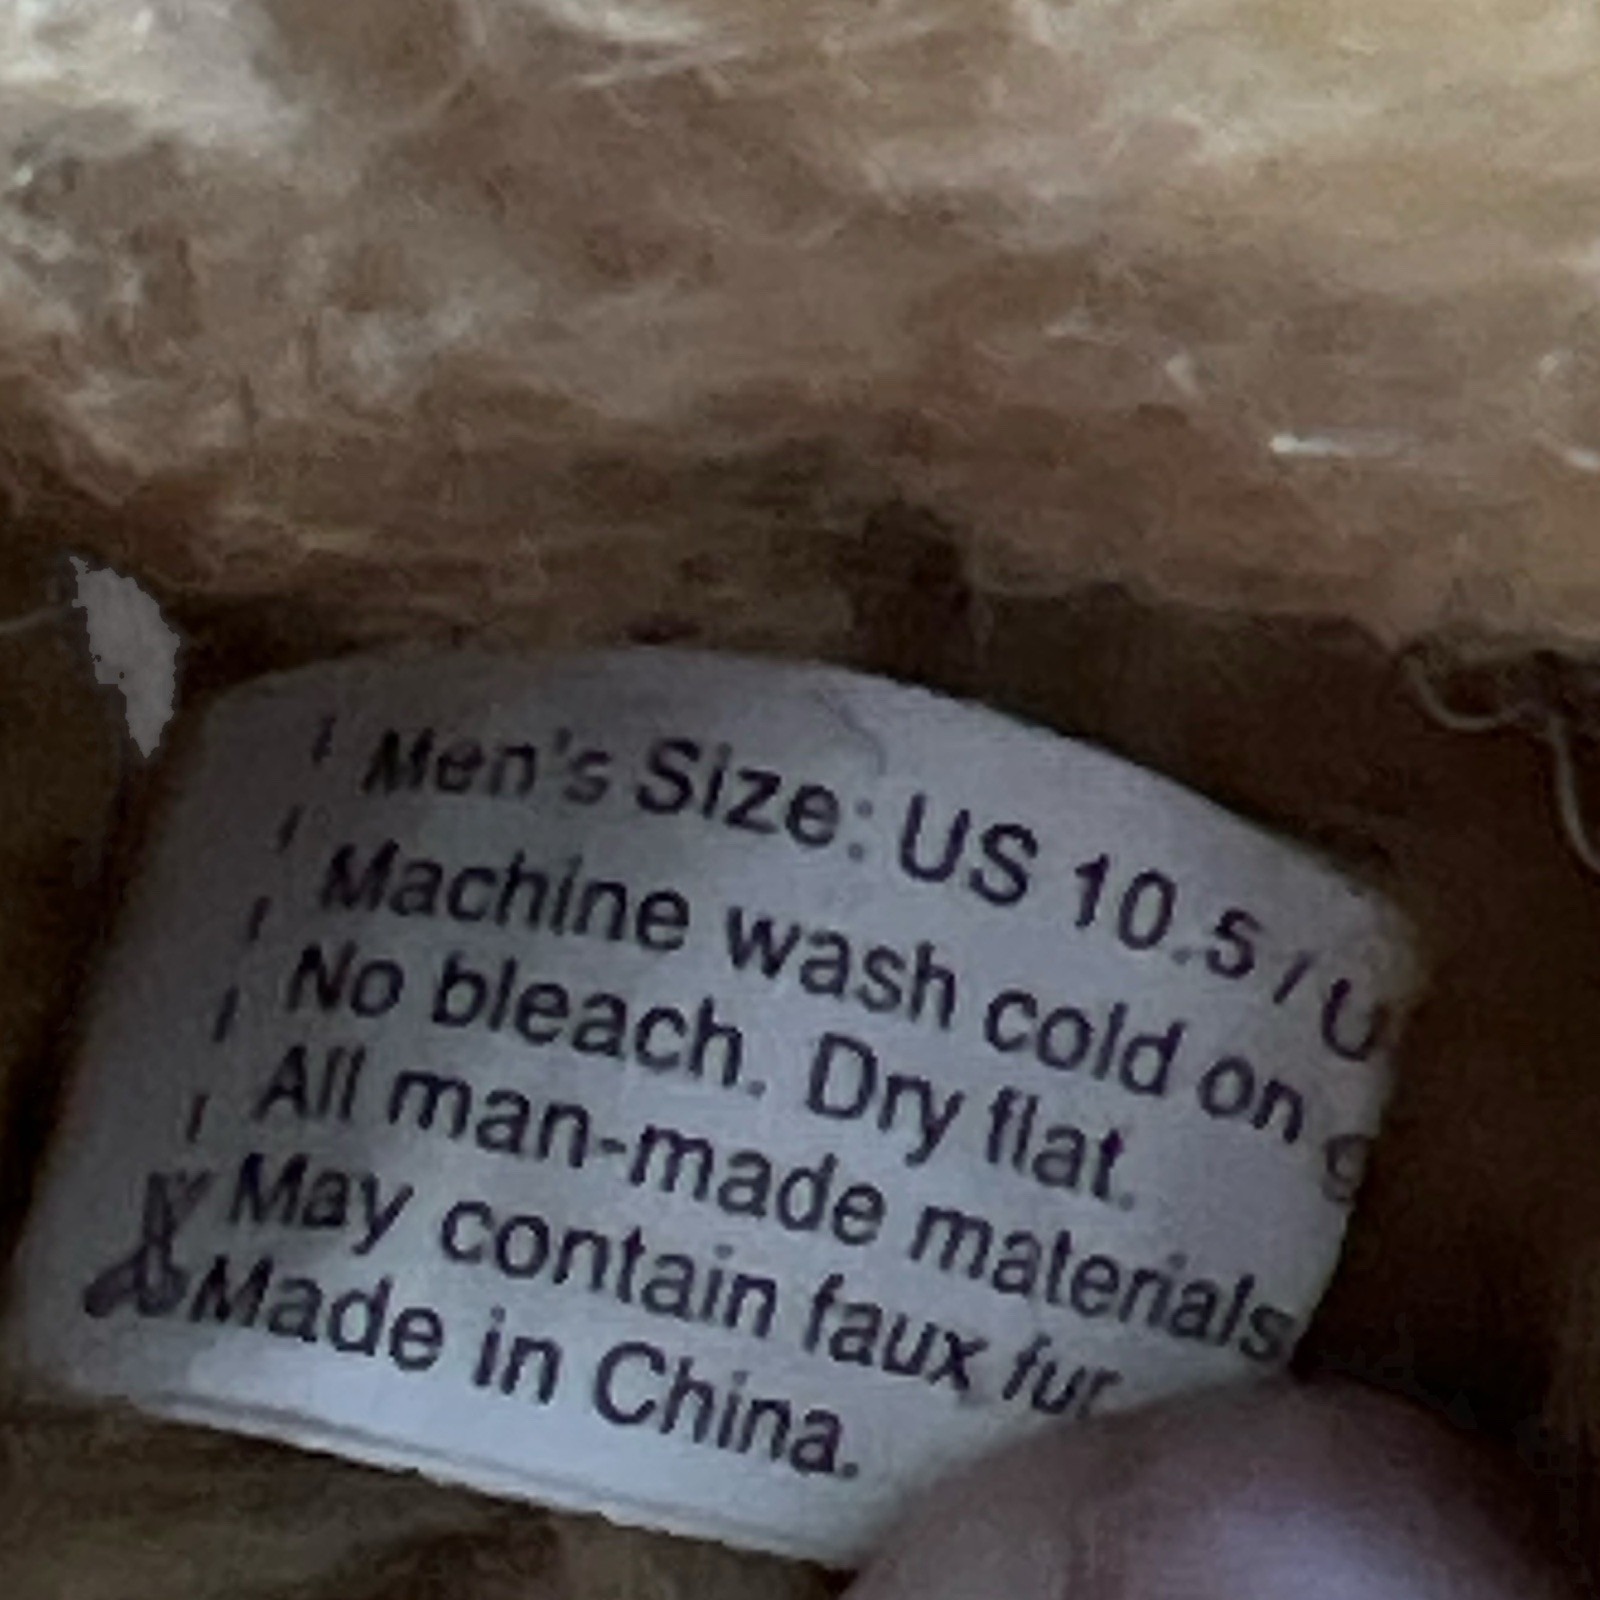 Men's Size: US 10.5 / U
Machine wash cold on g
No bleach. Dry flat.
All man-made materials
May contain faux fur
Made in China.